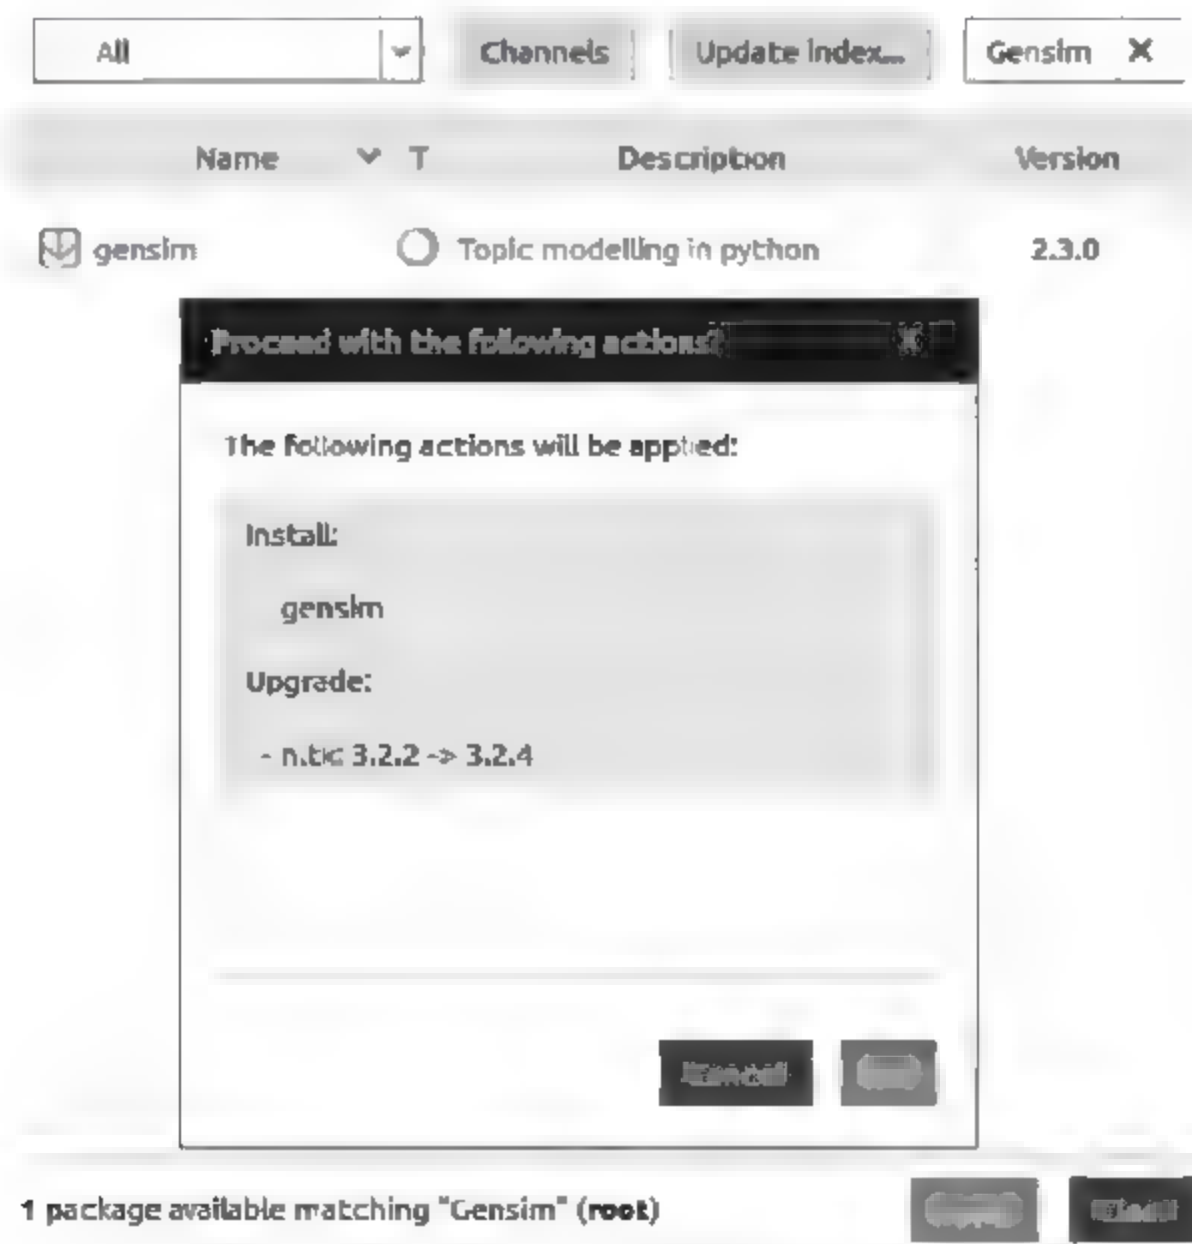 All Channels Update index... Gensim X
Name T Description Version
gensim Topic modelling in python 2.3.0
Proceed with the following actions?
The following actions will be applied:
Install:
gensim
Upgrade:
- 3.2.2 -> 3.2.4
1 package available matching "Gensim" (root)